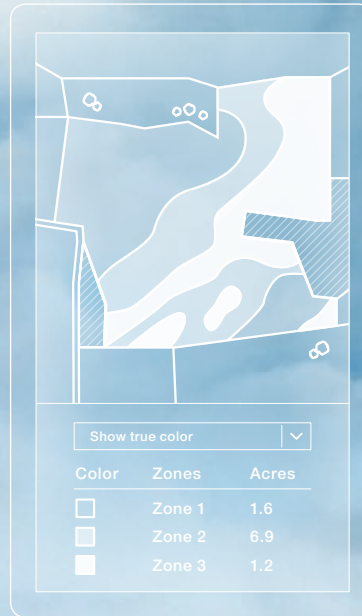 Show true color
Color Zones Acres
Zone 1 1.6
Zone 2 6.9
Zone 3 1.2